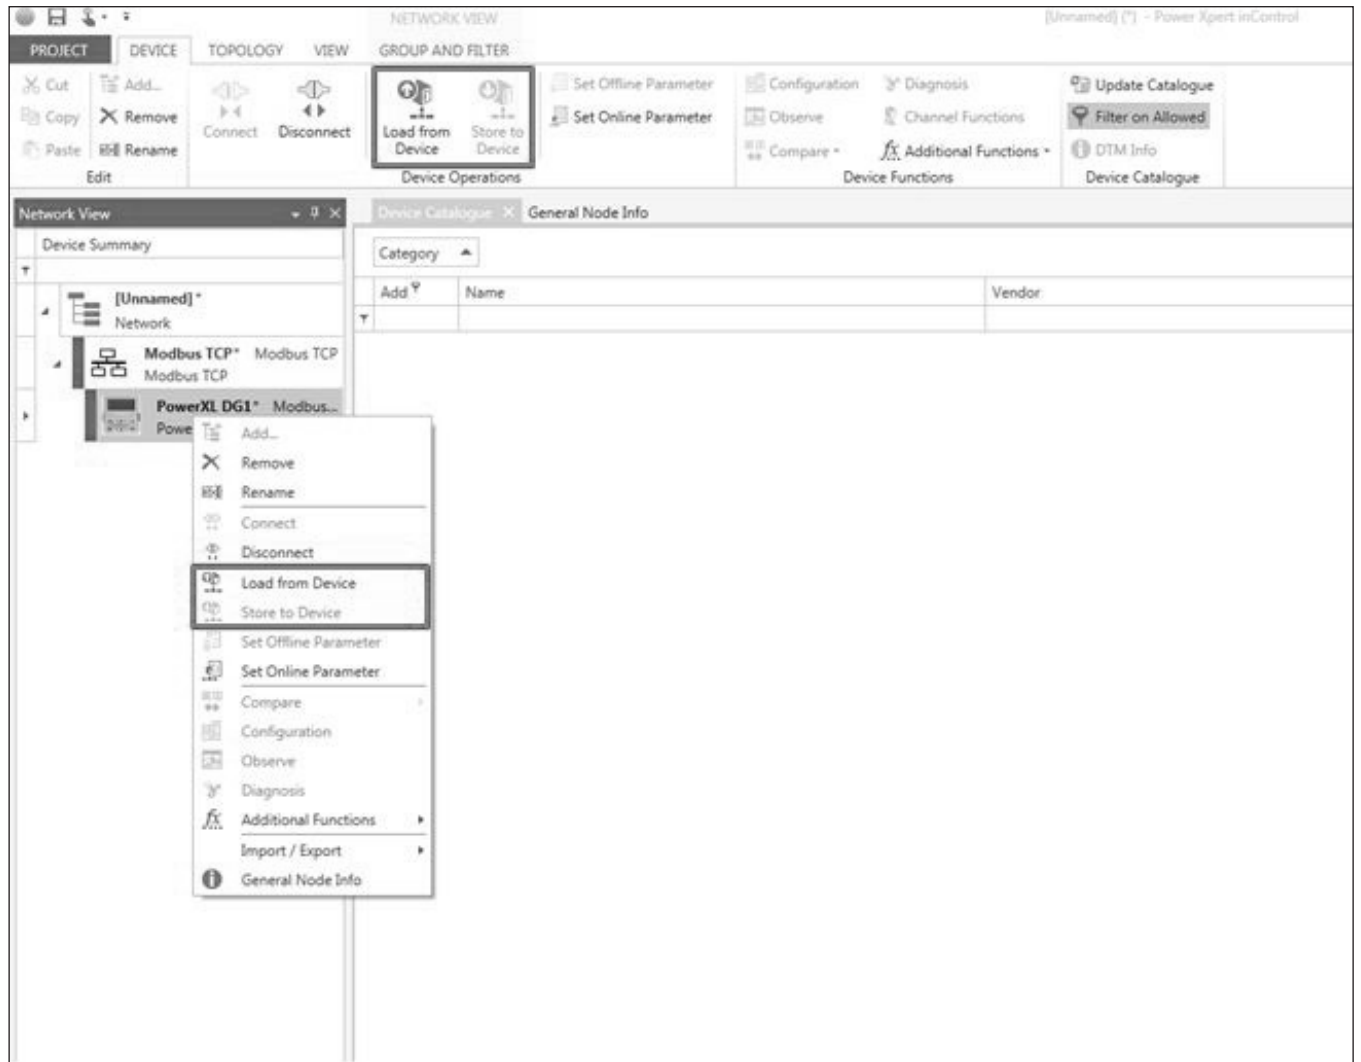 NETWORK VIEW
[Unnamed] (*) - Power Xpert inControl
PROJECT DEVICE TOPOLOGY VIEW GROUP AND FILTER
Cut Add...
Copy Remove
Paste Rename
Edit
Connect Disconnect
Load from Device
Store to Device
Device Operations
Set Offline Parameter
Set Online Parameter
Configuration Diagnosis
Observe Channel Functions
Compare Additional Functions
Device Functions
Update Catalogue
Filter on Allowed
DTM Info
Device Catalogue
Network View
Device Catalogue General Node Info
Device Summary
[Unnamed]*
Network
Modbus TCP* Modbus TCP
Modbus TCP
PowerXL DG1* Modbus...
Powe
Add...
Remove
Rename
Connect
Disconnect
Load from Device
Store to Device
Set Offline Parameter
Set Online Parameter
Compare
Configuration
Observe
Diagnosis
Additional Functions
Import / Export
General Node Info
Category
Add Name Vendor